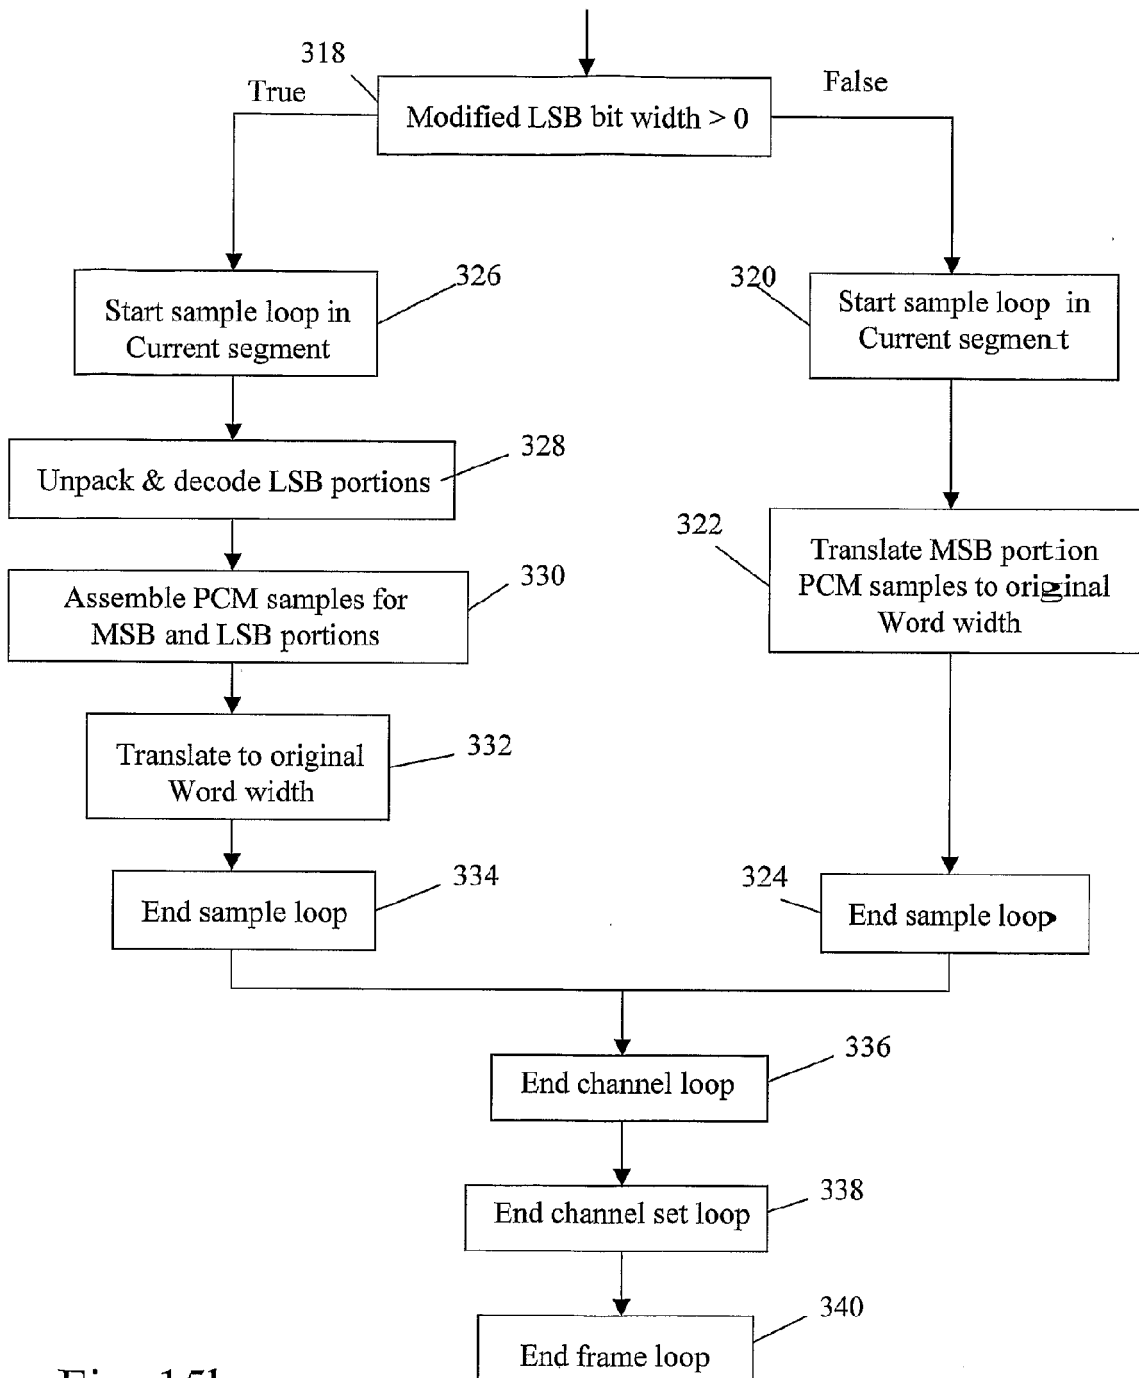 318
True
False
Modified LSB bit width > 0
326
Start sample loop in
Current segment
320
Start sample loop in
Current segment
328
Unpack & decode LSB portions
322
Translate MSB portion
PCM samples to original
Word width
330
Assemble PCM samples for
MSB and LSB portions
332
Translate to original
Word width
334
End sample loop
324
End sample loop
336
End channel loop
338
End channel set loop
340
End frame loop